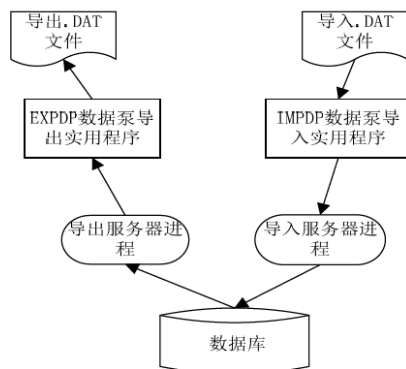 导出.DAT
文件
导入.DAT
文件
EXPDP数据泵导
出实用程序
IMPDP数据泵导
入实用程序
导出服务器进
程
导入服务器进
程
数据库